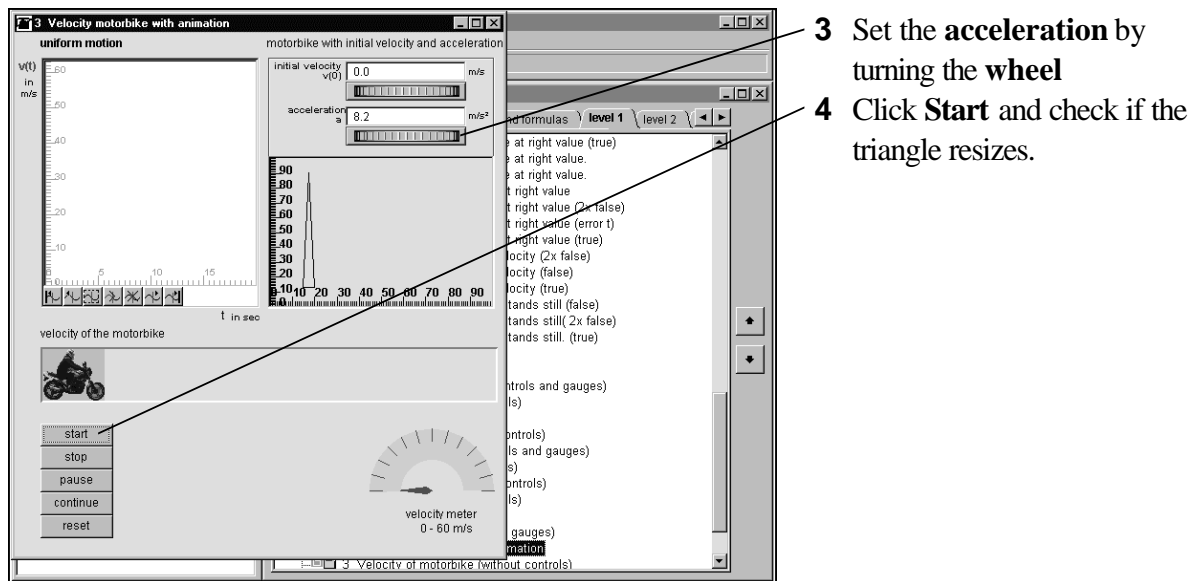 3 Velocity motorbike with animation
uniform motion
motorbike with initial velocity and acceleration
v(t)
in
m/s
60
50
40
30
20
10
0
5
10
15
t in sec
initial velocity
v(0)
0.0
m/s
acceleration
a
8.2
m/s²
90
80
70
60
50
40
30
20
10
0
10 20 30 40 50 60 70 80 90
velocity of the motorbike
start
stop
pause
continue
reset
velocity meter
0 - 60 m/s
nd formulas
level 1
level 2
e at right value (true)
e at right value.
e at right value.
t right value
t right value (2x false)
t right value (error t)
t right value (true)
locity (2x false)
locity (false)
locity (true)
tands still (false)
tands still( 2x false)
tands still. (true)
ntrols and gauges)
ls)
ontrols)
ls and gauges)
s)
ontrols)
ls)
gauges)
mation
3 Velocity of motorbike (without controls)
3 Set the acceleration by
turning the wheel
4 Click Start and check if the
triangle resizes.